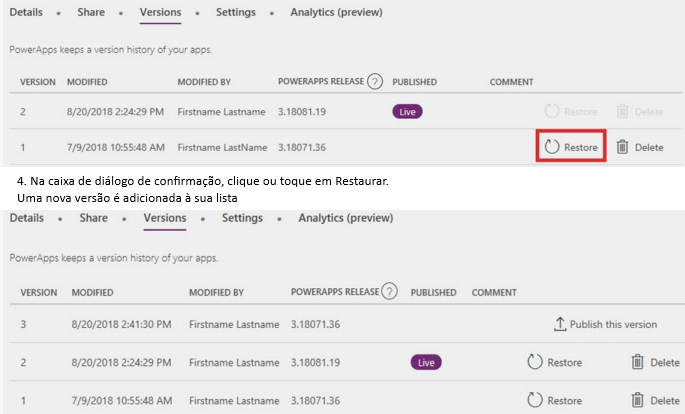 Details • Share • Versions • Settings • Analytics (preview)
PowerApps keeps a version history of your apps.
VERSION MODIFIED MODIFIED BY POWERAPPS RELEASE ? PUBLISHED COMMENT
2 8/20/2018 2:24:29 PM Firstname Lastname 3.18081.19 Live Restore Delete
1 7/9/2018 10:55:48 AM Firstname LastName 3.18071.36 Restore Delete
4. Na caixa de diálogo de confirmação, clique ou toque em Restaurar.
Uma nova versão é adicionada à sua lista
Details • Share • Versions • Settings • Analytics (preview)
PowerApps keeps a version history of your apps.
VERSION MODIFIED MODIFIED BY POWERAPPS RELEASE ? PUBLISHED COMMENT
3 8/20/2018 2:41:30 PM Firstname Lastname 3.18071.36 Publish this version
2 8/20/2018 2:24:29 PM Firstname Lastname 3.18081.19 Live Restore Delete
1 7/9/2018 10:55:48 AM Firstname Lastname 3.18071.36 Restore Delete